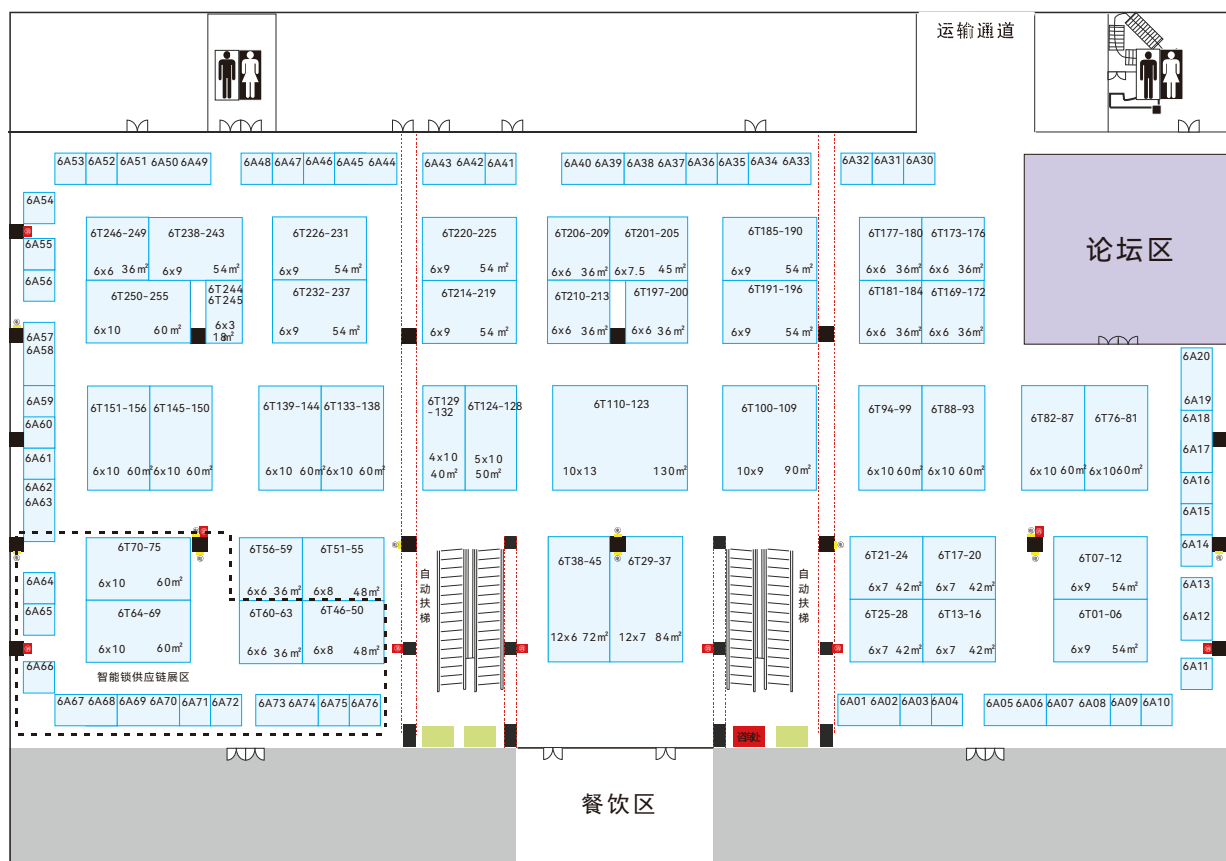 运输通道
6A53 6A52 6A51 6A50 6A49
6A48 6A47 6A46 6A45 6A44
6A43 6A42 6A41
6A40 6A39 6A38 6A37 6A36 6A35 6A34 6A33
6A32 6A31 6A30
6A54
6A55
6A56
6A57
6A58
6A59
6A60
6A61
6A62
6A63
6A64
6A65
6A66
6T246-249
6x6 36㎡
6T238-243
6x9 54㎡
6T226-231
6x9 54㎡
6T220-225
6x9 54㎡
6T206-209
6x6 36㎡
6T201-205
6x7.5 45㎡
6T185-190
6x9 54㎡
6T177-180
6x6 36㎡
6T173-176
6x6 36㎡
论坛区
6T250-255
6x10 60㎡
6T244
6T245
6x3
18㎡
6T232-237
6x9 54㎡
6T214-219
6x9 54㎡
6T210-213
6x6 36㎡
6T197-200
6x6 36㎡
6T191-196
6x9 54㎡
6T181-184
6x6 36㎡
6T169-172
6x6 36㎡
6T151-156
6x10 60㎡
6T145-150
6x10 60㎡
6T139-144
6x10 60㎡
6T133-138
6x10 60㎡
6T129
-132
4x10
40㎡
6T124-128
5x10
50㎡
6T110-123
10x13 130㎡
6T100-109
10x9 90㎡
6T94-99
6x10 60㎡
6T88-93
6x10 60㎡
6T82-87
6x10 60㎡
6T76-81
6x10 60㎡
6A20
6A19
6A18
6A17
6A16
6A15
6A14
6A13
6A12
6A11
6T70-75
6x10 60㎡
6T64-69
6x10 60㎡
6T56-59
6x6 36㎡
6T51-55
6x8 48㎡
6T60-63
6x6 36㎡
6T46-50
6x8 48㎡
自动扶梯
6T38-45
12x6 72㎡
6T29-37
12x7 84㎡
自动扶梯
6T21-24
6x7 42㎡
6T17-20
6x7 42㎡
6T25-28
6x7 42㎡
6T13-16
6x7 42㎡
6T07-12
6x9 54㎡
6T01-06
6x9 54㎡
智能锁供应链展区
6A67 6A68 6A69 6A70 6A71 6A72
6A73 6A74 6A75 6A76
6A01 6A02 6A03 6A04
6A05 6A06 6A07 6A08 6A09 6A10
餐饮区